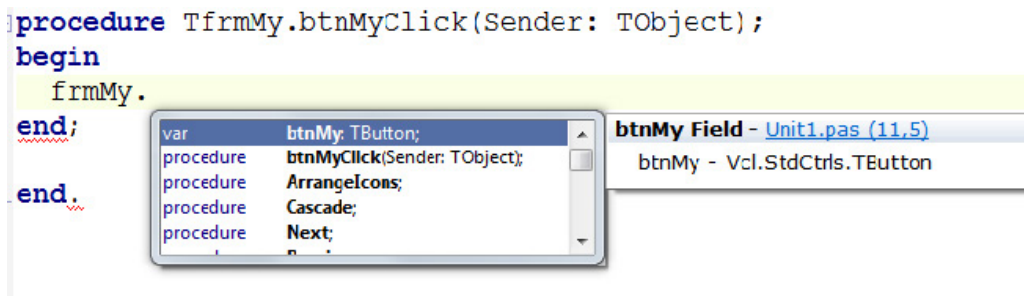 procedure TfrmMy.btnMyClick(Sender: TObject);
begin
frmMy.
end;
var btnMy: TButton;
procedure btnMyClick(Sender: TObject);
procedure ArrangeIcons;
procedure Cascade;
procedure Next;
btnMy Field - Unit1.pas (11,5)
btnMy - Vcl.StdCtrls.TButton
end.